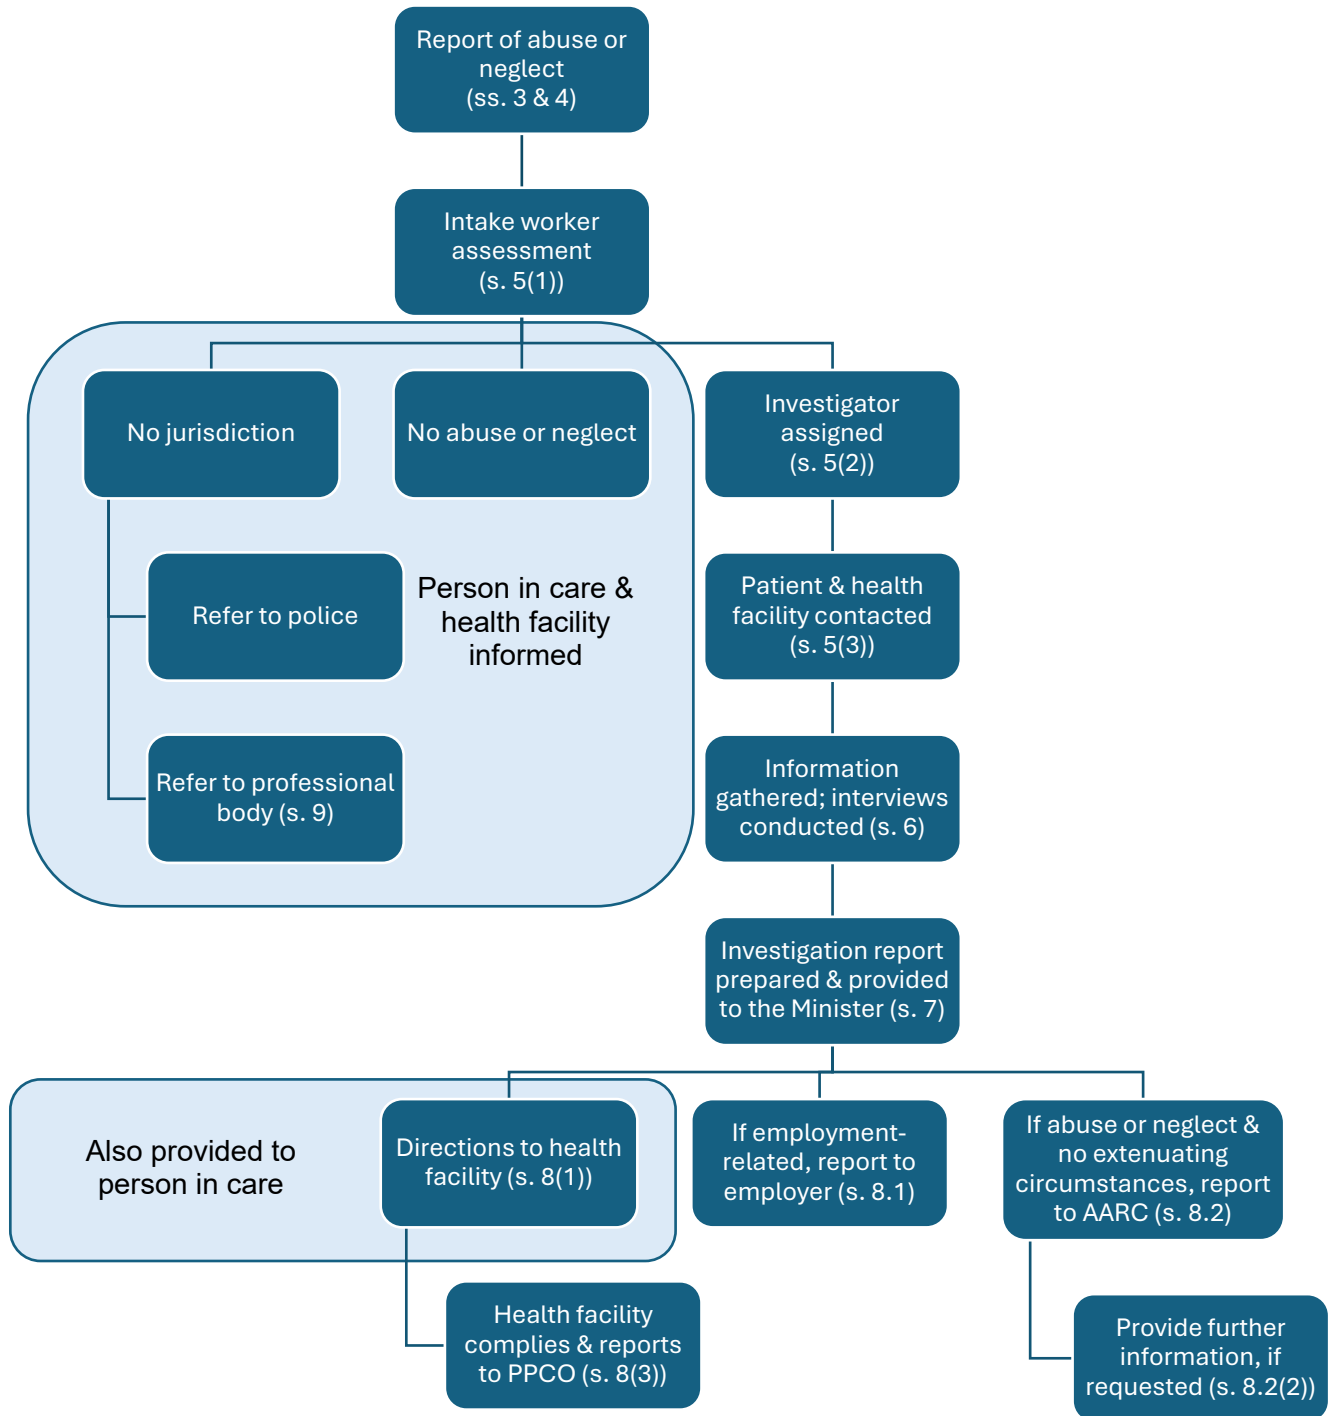 Report of abuse or
neglect
(ss. 3 & 4)
Intake worker
assessment
(s. 5(1))
No jurisdiction
No abuse or neglect
Investigator
assigned
(s. 5(2))
Refer to police
Person in care &
health facility
informed
Patient & health
facility contacted
(s. 5(3))
Refer to professional
body (s. 9)
Information
gathered; interviews
conducted (s. 6)
Investigation report
prepared & provided
to the Minister (s. 7)
Also provided to
person in care
Directions to health
facility (s. 8(1))
If employment-
related, report to
employer (s. 8.1)
If abuse or neglect &
no extenuating
circumstances, report
to AARC (s. 8.2)
Health facility
complies & reports
to PPCO (s. 8(3))
Provide further
information, if
requested (s. 8.2(2))